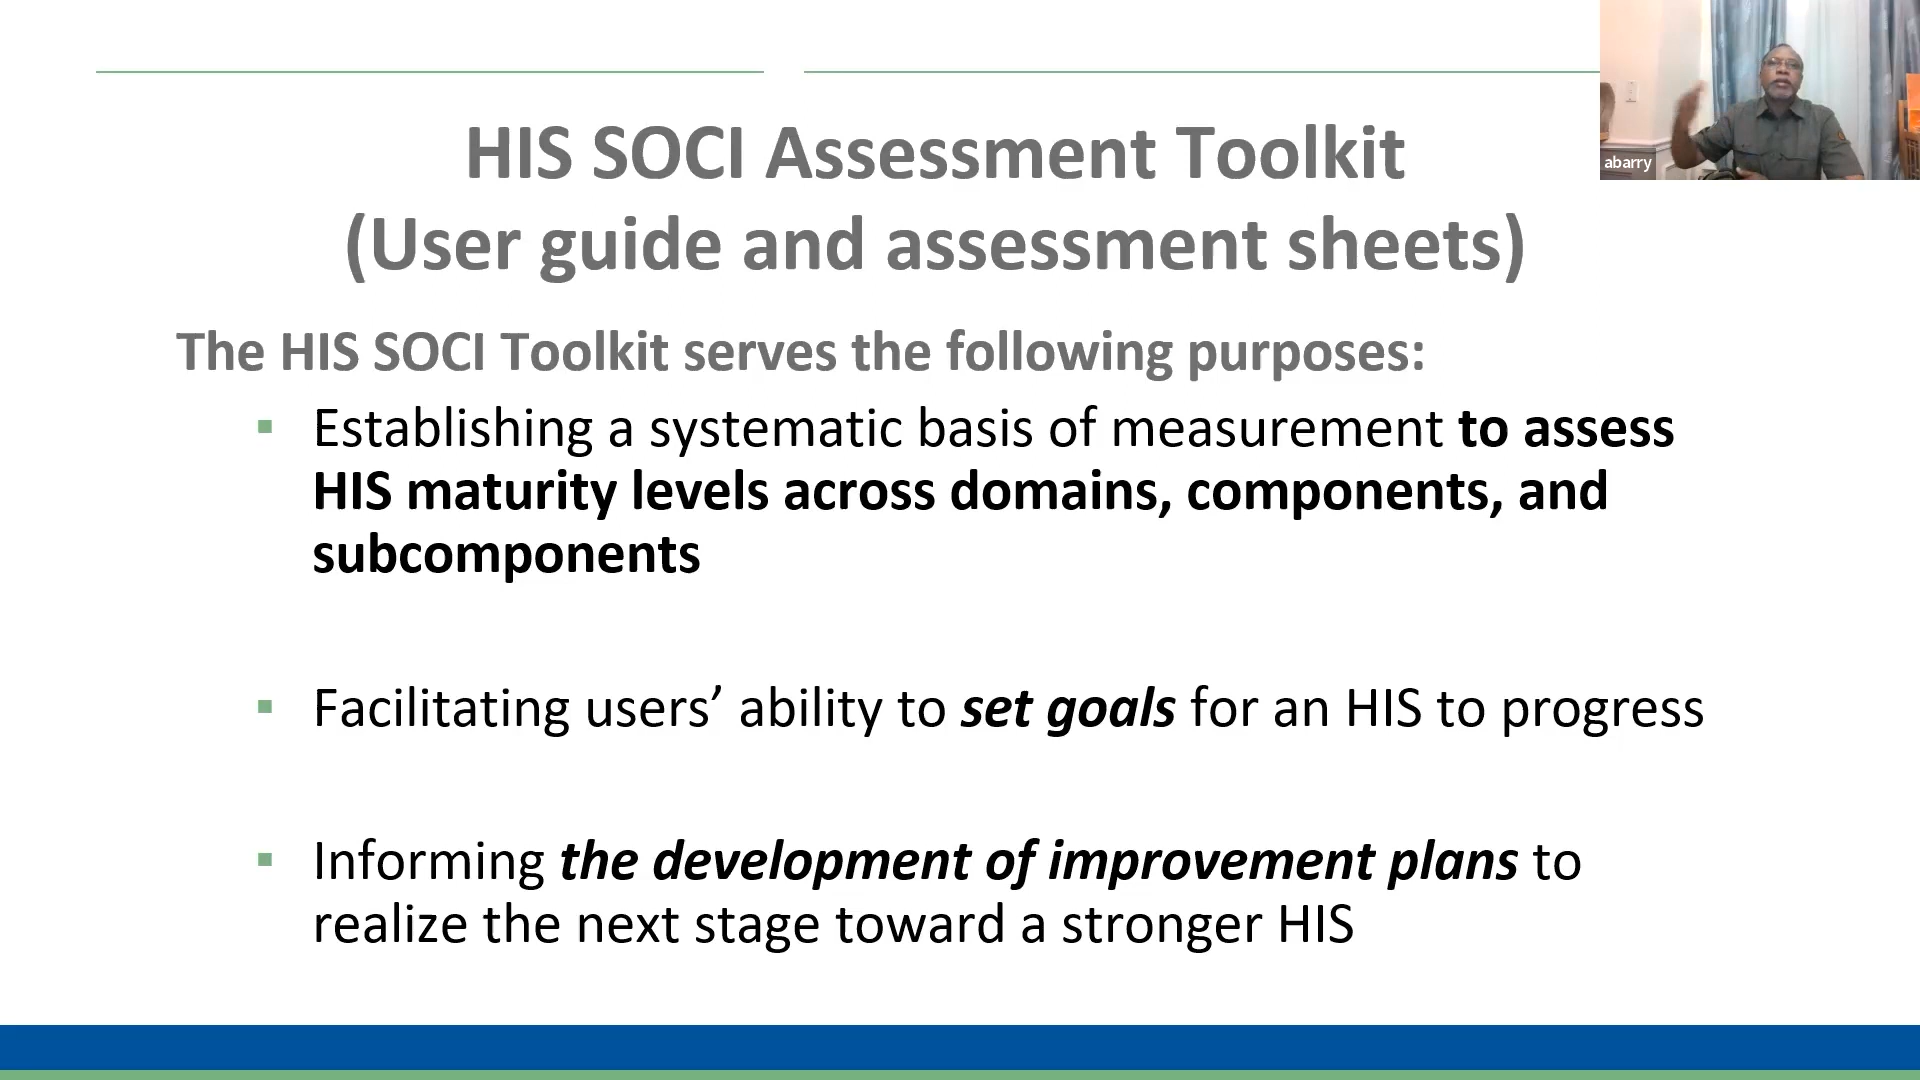 HIS SOCI Assessment Toolkit
(User guide and assessment sheets)
abarry
The HIS SOCI Toolkit serves the following purposes:
▪ Establishing a systematic basis of measurement to assess
HIS maturity levels across domains, components, and
subcomponents
▪ Facilitating users’ ability to set goals for an HIS to progress
▪ Informing the development of improvement plans to
realize the next stage toward a stronger HIS